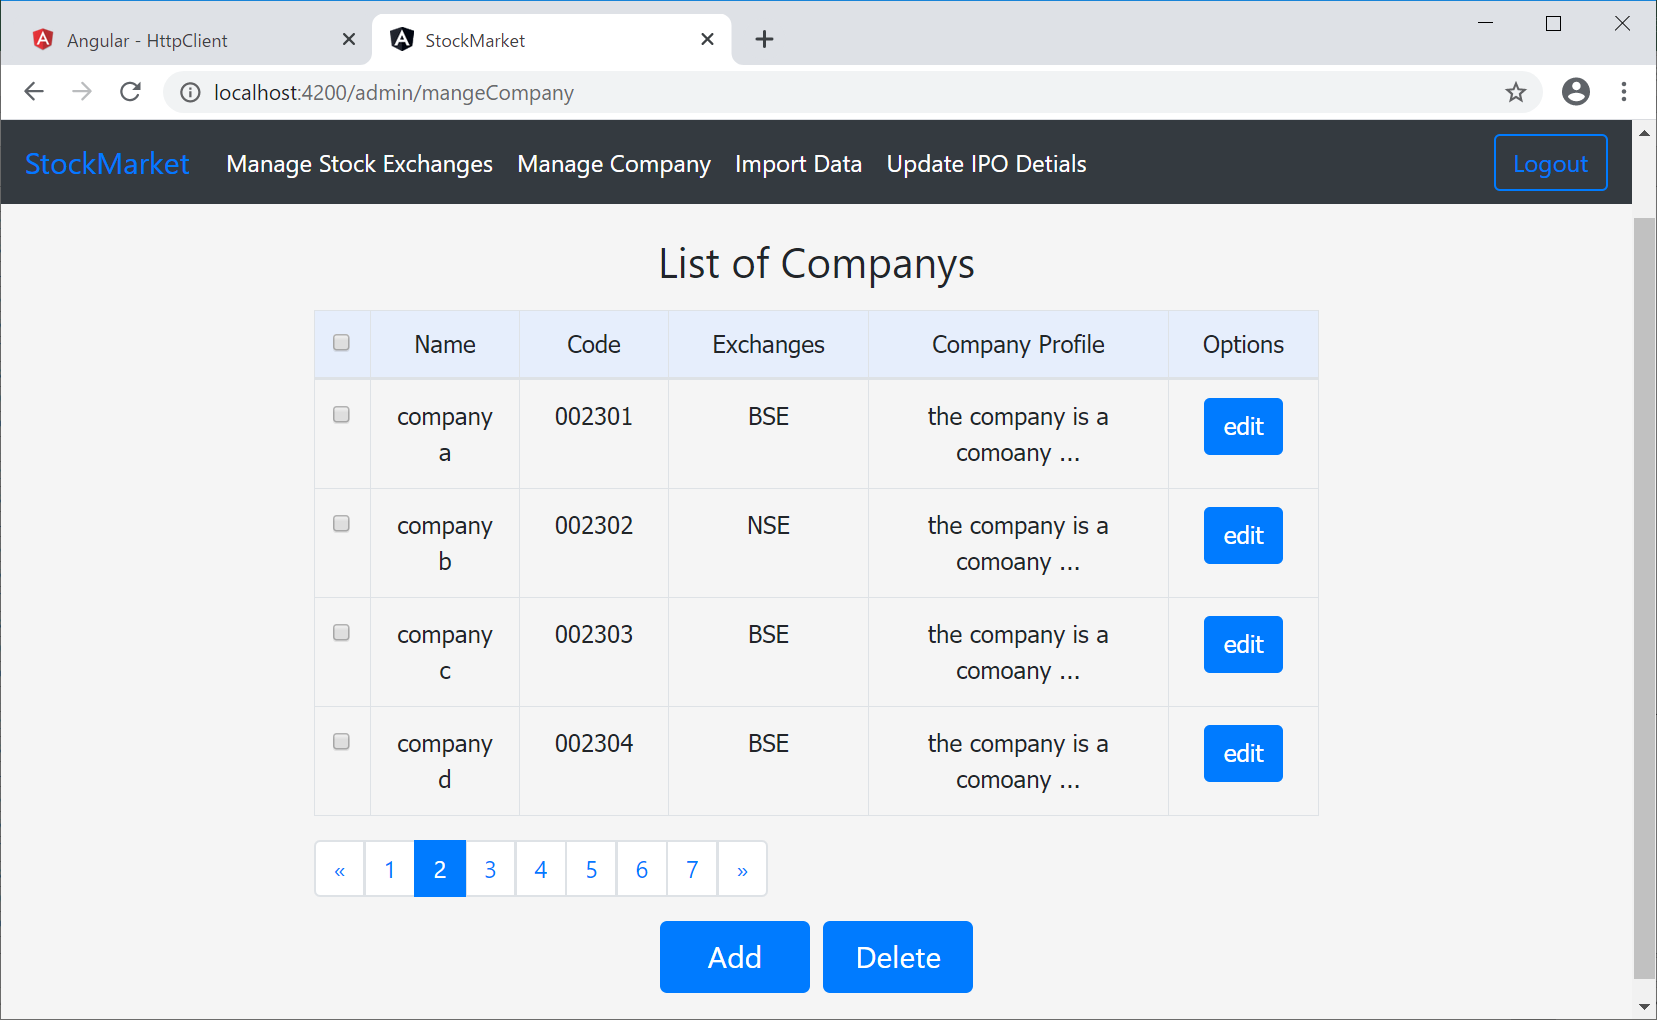 Angular - HttpClient
StockMarket
localhost:4200/admin/mangeCompany
StockMarket Manage Stock Exchanges Manage Company Import Data Update IPO Detials Logout
List of Companys
Name Code Exchanges Company Profile Options
company 002301 BSE the company is a edit
a comoany ...
company 002302 NSE the company is a edit
b comoany ...
company 002303 BSE the company is a edit
c comoany ...
company 002304 BSE the company is a edit
d comoany ...
« 1 2 3 4 5 6 7 »
Add Delete